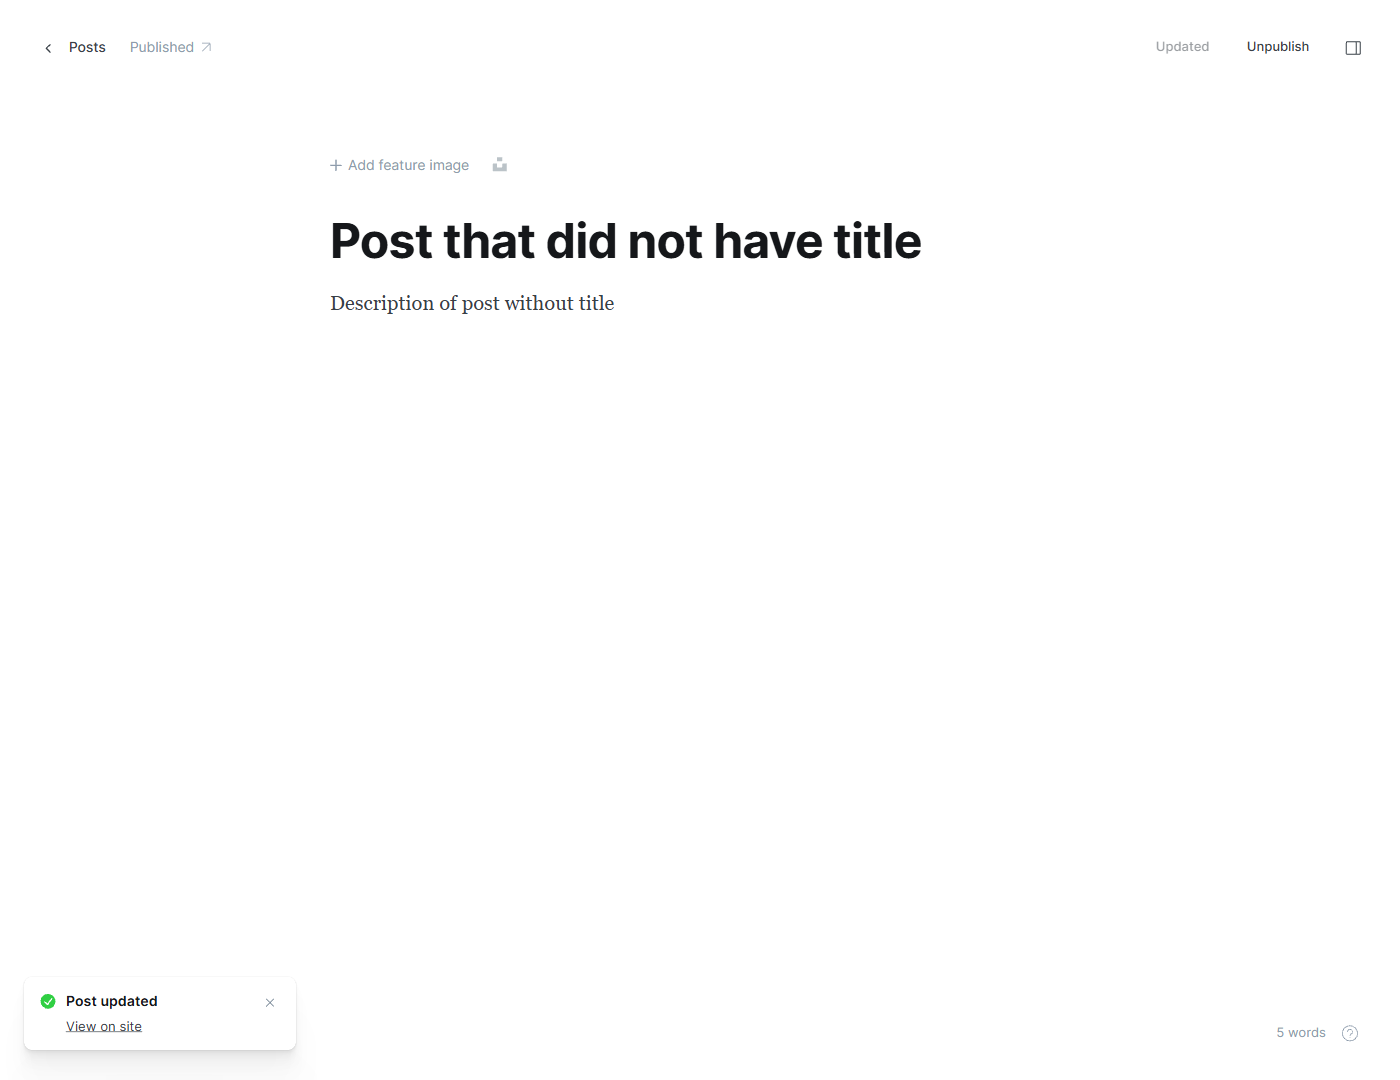 Posts Published
Updated Unpublish
Add feature image
Post that did not have title
Description of post without title
Post updated
View on site
5 words